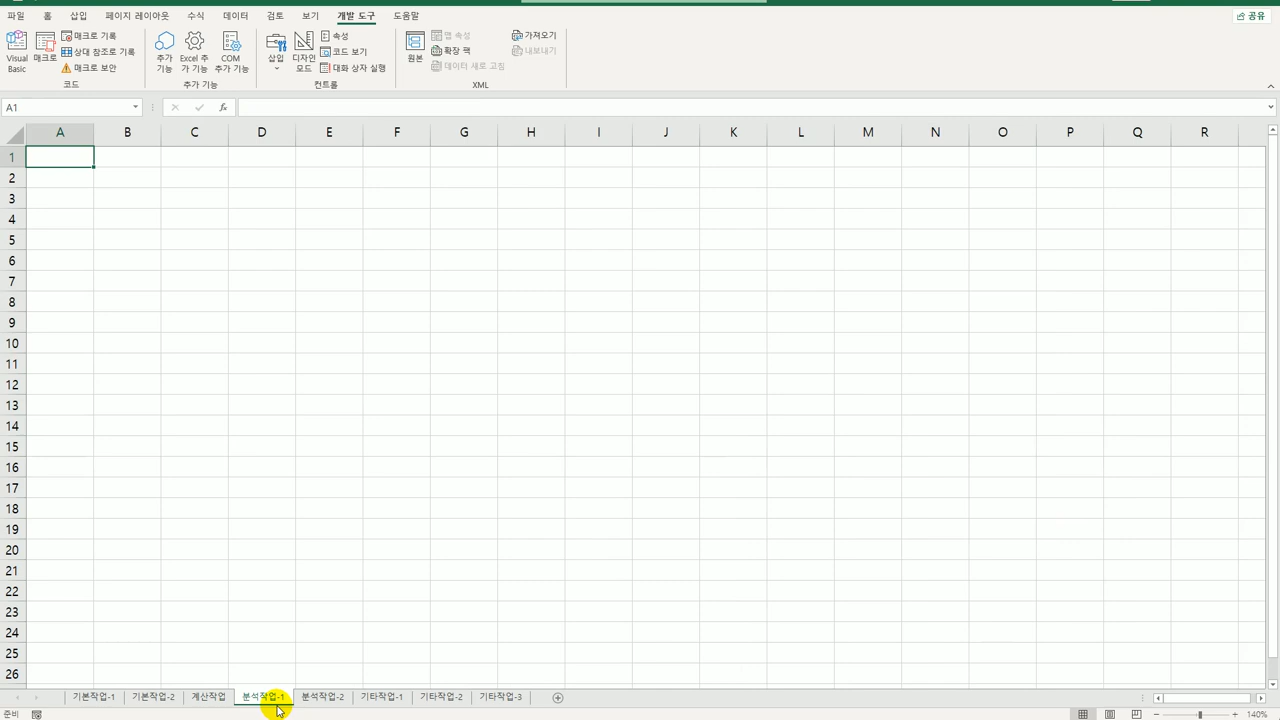 파일 홈 삽입 페이지 레이아웃 수식 데이터 검토 보기 개발 도구 도움말 공유
Visual Basic
매크로
매크로 기록
상대 참조로 기록
매크로 보안
코드
추가 기능
Excel 추가 기능
COM 추가 기능
추가 기능
삽입
디자인 모드
속성
코드 보기
대화 상자 실행
컨트롤
원본
맵 속성
확장 팩
데이터 새로 고침
가져오기
내보내기
XML
A1 fx
A B C D E F G H I J K L M N O P Q R
1
2
3
4
5
6
7
8
9
10
11
12
13
14
15
16
17
18
19
20
21
22
23
24
25
26
기본작업-1 기본작업-2 계산작업 분석작업-1 분석작업-2 기타작업-1 기타작업-2 기타작업-3
준비 140%